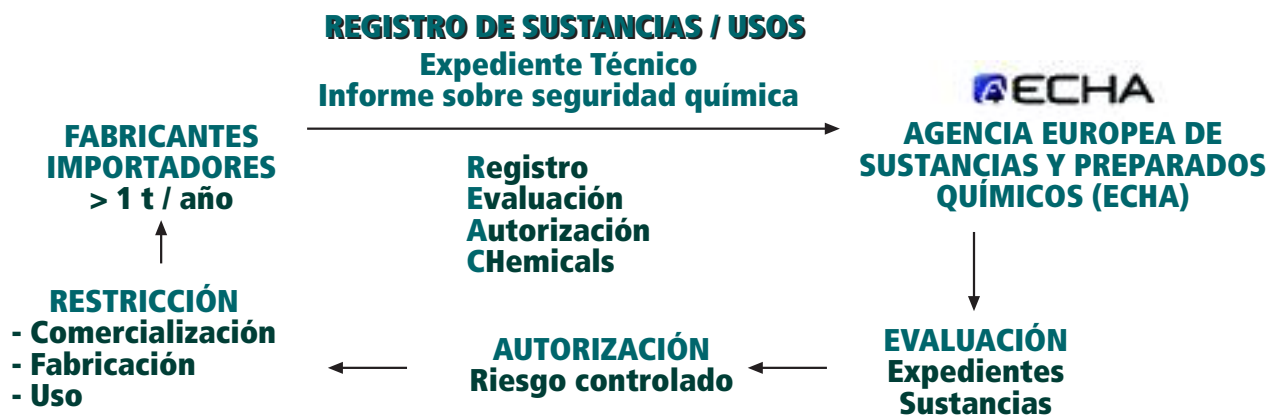 REGISTRO DE SUSTANCIAS / USOS
Expediente Técnico
Informe sobre seguridad química
ECHA
AGENCIA EUROPEA DE
SUSTANCIAS Y PREPARADOS
QUÍMICOS (ECHA)
FABRICANTES
IMPORTADORES
> 1 t / año
Registro
Evaluación
Autorización
CHemicals
RESTRICCIÓN
- Comercialización
- Fabricación
- Uso
AUTORIZACIÓN
Riesgo controlado
EVALUACIÓN
Expedientes
Sustancias